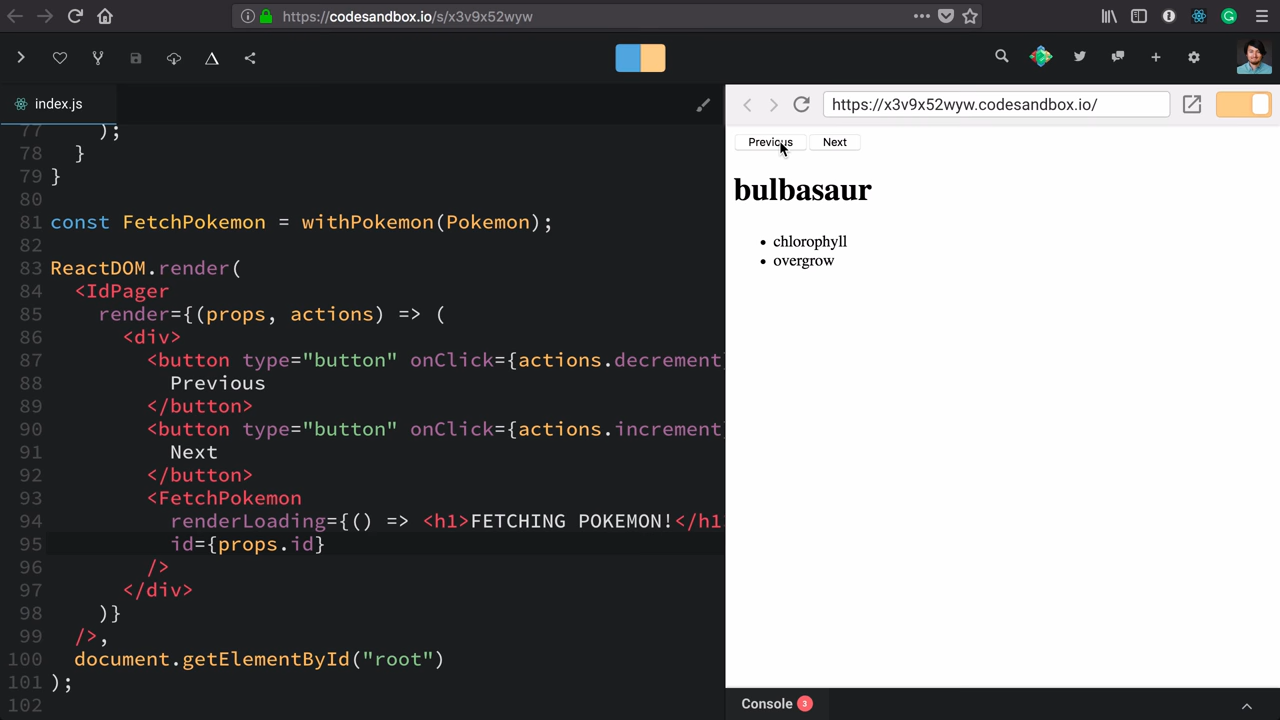 https://codesandbox.io/s/x3v9x52wyw
index.js
https://x3v9x52wyw.codesandbox.io/
77 );
78 }
79 }
80
81 const FetchPokemon = withPokemon(Pokemon);
82
83 ReactDOM.render(
84 <IdPager
85 render={(props, actions) => (
86 <div>
87 <button type="button" onClick={actions.decrement}
88 Previous
89 </button>
90 <button type="button" onClick={actions.increment}
91 Next
92 </button>
93 <FetchPokemon
94 renderLoading={() => <h1>FETCHING POKEMON!</h1
95 id={props.id}
96 />
97 </div>
98 )}
99 />,
100 document.getElementById("root")
101 );
102
Previous Next
bulbasaur
• chlorophyll
• overgrow
Console 3